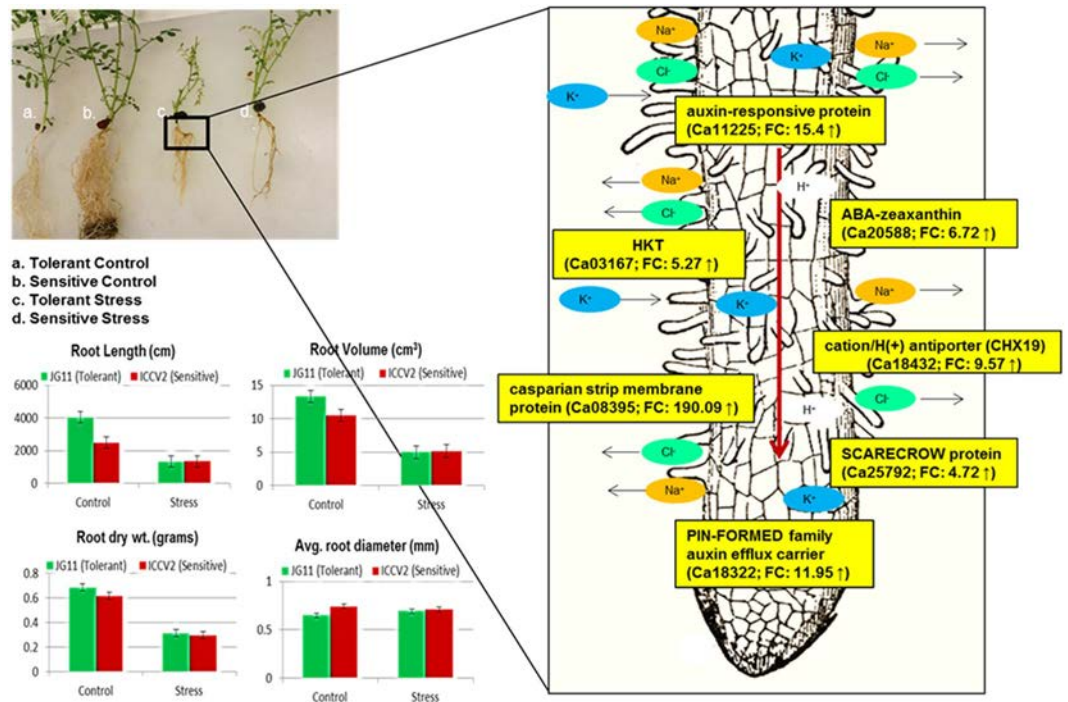 a.
b.
c.
d.
a. Tolerant Control
b. Sensitive Control
c. Tolerant Stress
d. Sensitive Stress
Root Length (cm)
JG11 (Tolerant) ICCV2 (Sensitive)
6000
4000
2000
0
Control Stress
Root Volume (cm³)
JG11 (Tolerant) ICCV2 (Sensitive)
15
10
5
0
Control Stress
Root dry wt. (grams)
JG11 (Tolerant) ICCV2 (Sensitive)
0.8
0.6
0.4
0.2
0
Control Stress
Avg. root diameter (mm)
JG11 (Tolerant) ICCV2 (Sensitive)
1
0.5
0
Control Stress
Na⁺
Cl⁻
K⁺
K⁺
Na⁺
Cl⁻
auxin-responsive protein
(Ca11225; FC: 15.4 ↑)
Na⁺
Cl⁻
H⁺
ABA-zeaxanthin
(Ca20588; FC: 6.72 ↑)
HKT
(Ca03167; FC: 5.27 ↑)
K⁺
K⁺
Na⁺
cation/H(+) antiporter (CHX19)
(Ca18432; FC: 9.57 ↑)
casparian strip membrane
protein (Ca08395; FC: 190.09 ↑)
H⁺
Cl⁻
Cl⁻
Na⁺
SCARECROW protein
(Ca25792; FC: 4.72 ↑)
K⁺
PIN-FORMED family
auxin efflux carrier
(Ca18322; FC: 11.95 ↑)